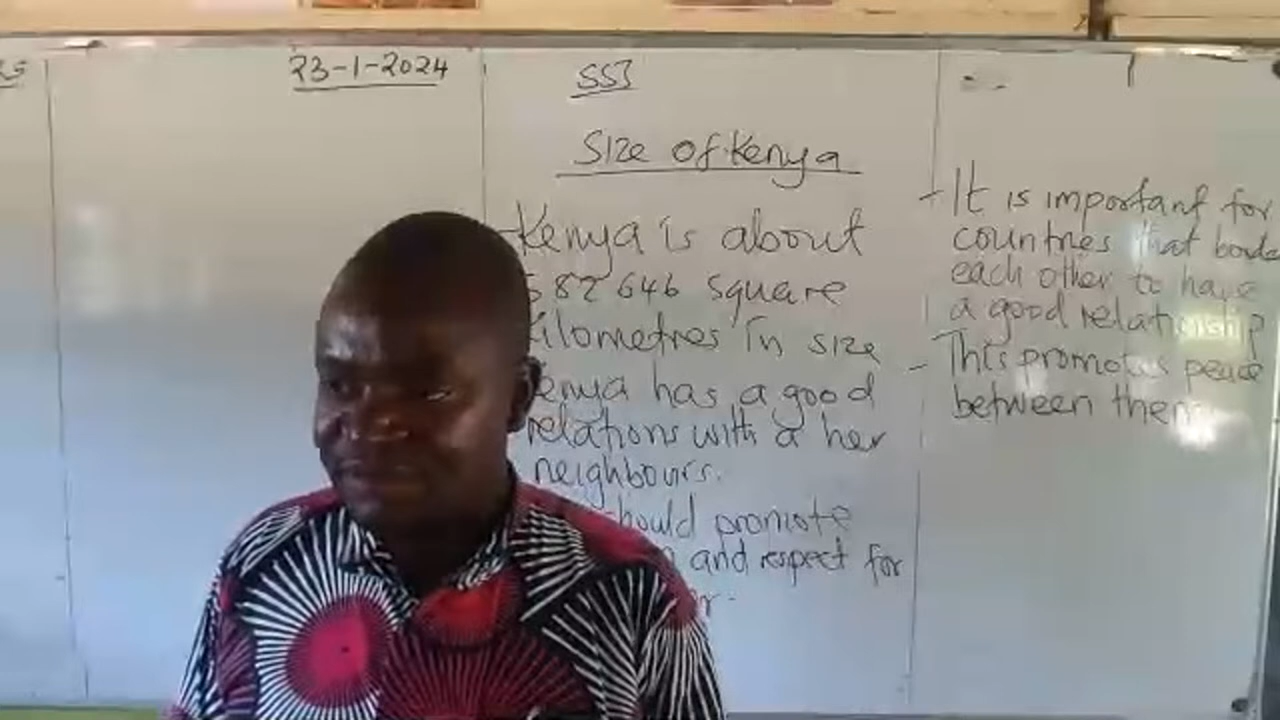 23-1-2024
SST
Size of Kenya
Kenya is about
582 646 square
kilometres in size
Kenya has a good
relations with a her
neighbours.
should promote
and respect for
- It is important for
countries that borde
each other to have
a good relationship
- This promotes peace
between them